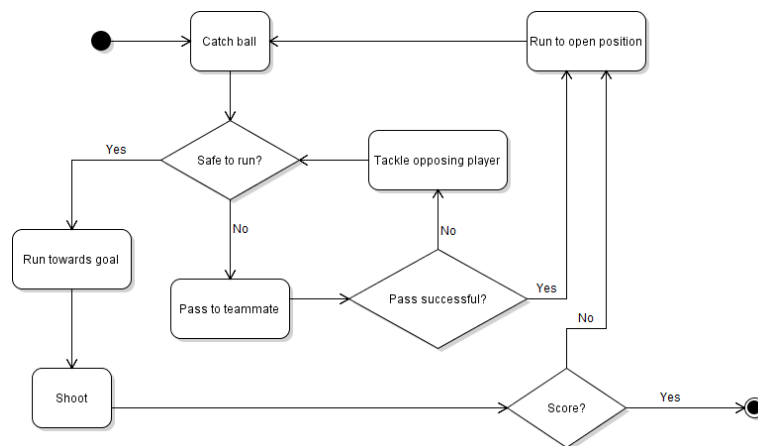 Catch ball
Run to open position
Yes
Safe to run?
Tackle opposing player
No
No
Run towards goal
Pass to teammate
Pass successful?
Yes
No
Shoot
Score?
Yes